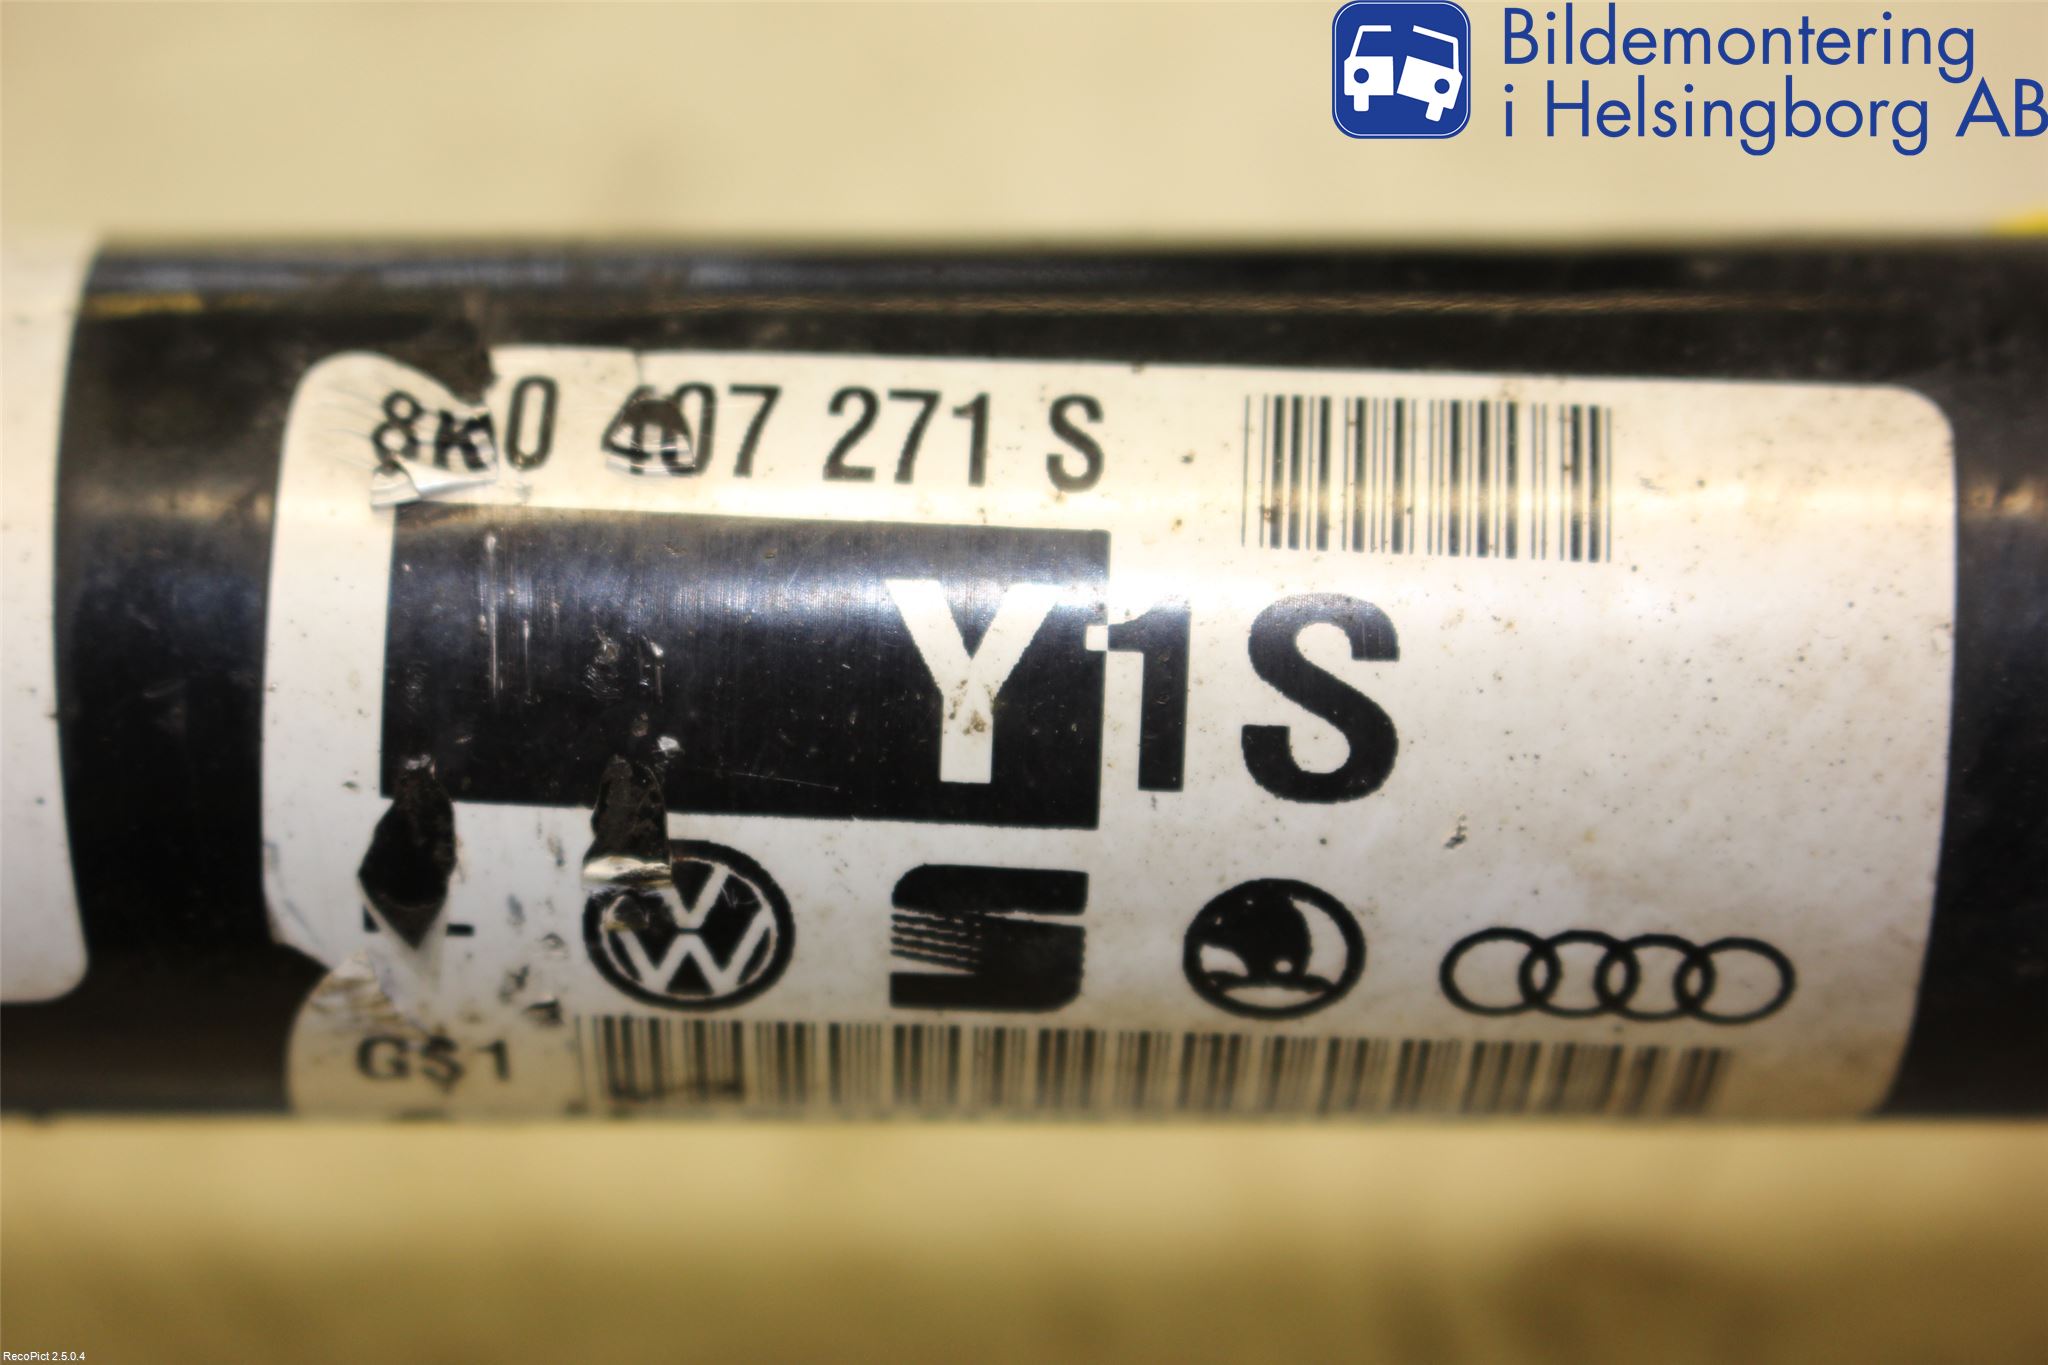 Bildemontering
i Helsingborg AB
8K0 407 271 S
Y1S
GS1
RecoPict 2.5.0.4